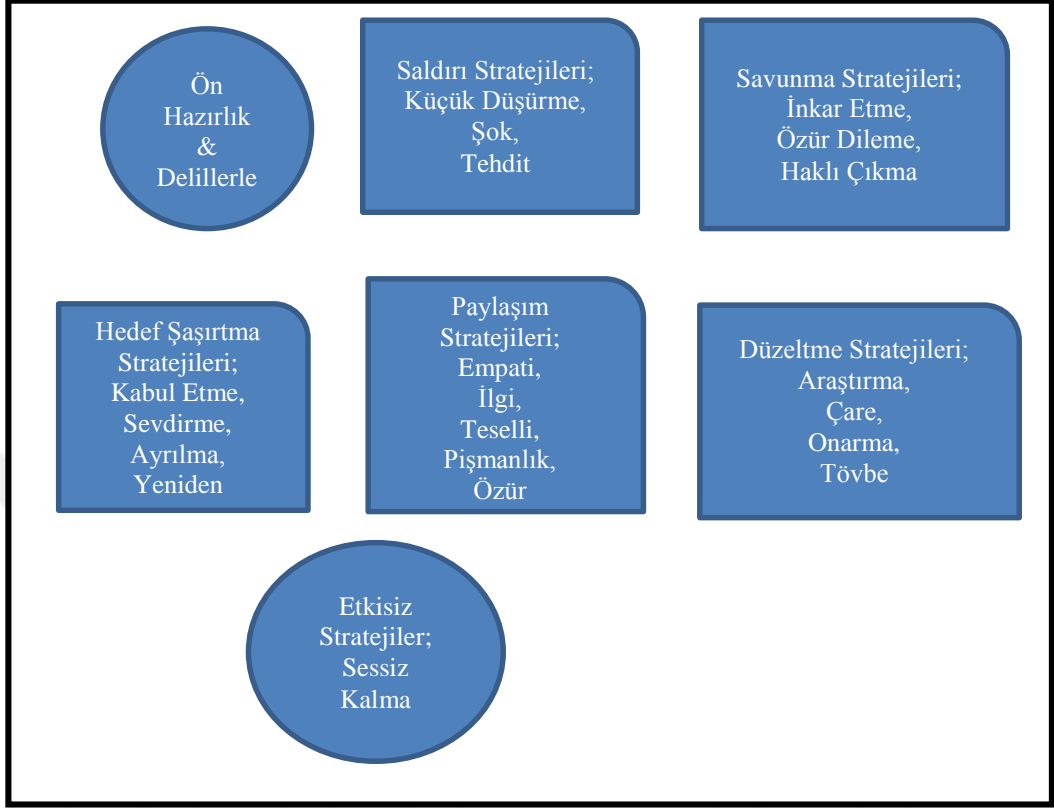 Ön
Hazırlık
&
Delillerle
Saldırı Stratejileri;
Küçük Düşürme,
Şok,
Tehdit
Savunma Stratejileri;
İnkar Etme,
Özür Dileme,
Haklı Çıkma
Hedef Şaşırtma
Stratejileri;
Kabul Etme,
Sevdirme,
Ayrılma,
Yeniden
Paylaşım
Stratejileri;
Empati,
İlgi,
Teselli,
Pişmanlık,
Özür
Düzeltme Stratejileri;
Araştırma,
Çare,
Onarma,
Tövbe
Etkisiz
Stratejiler;
Sessiz
Kalma